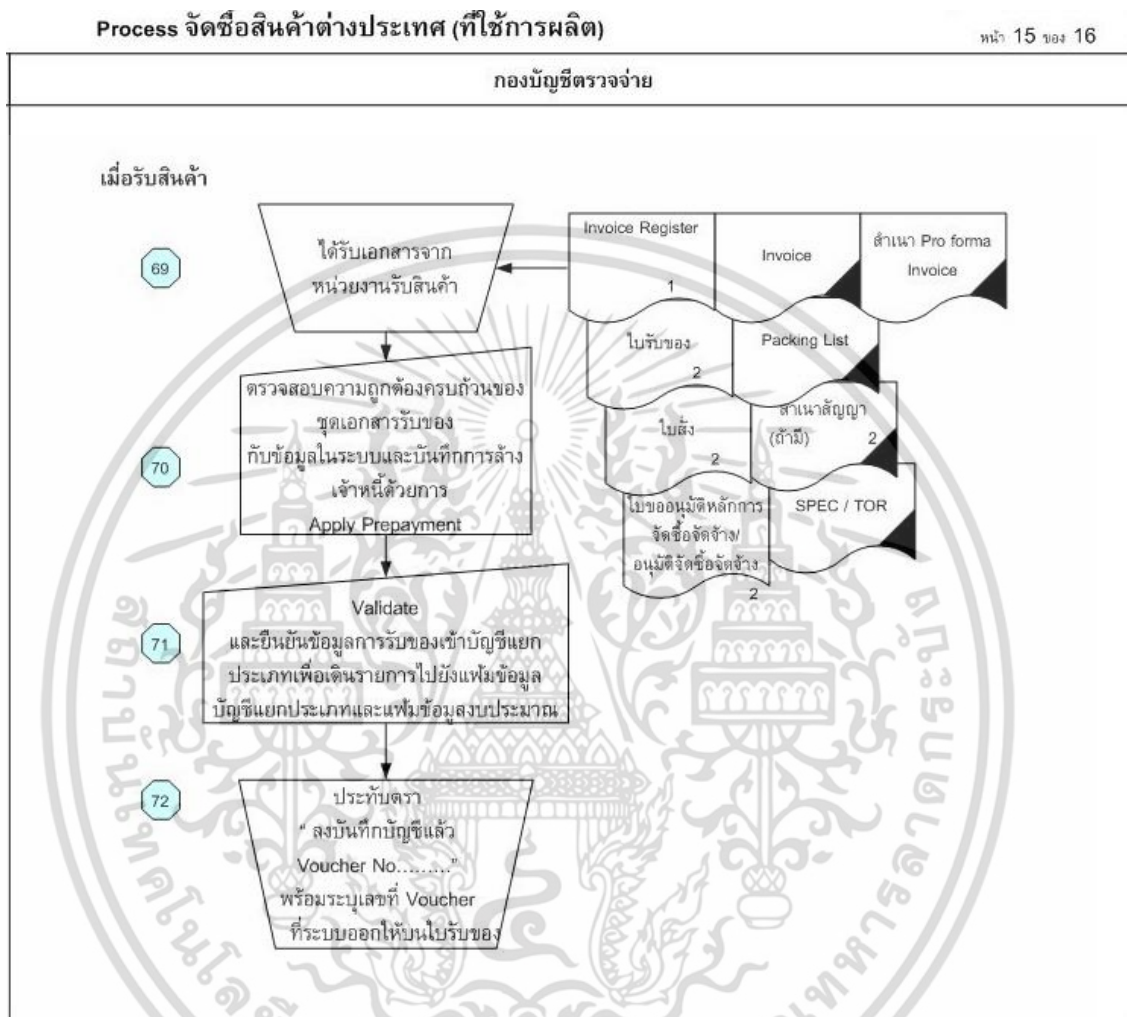 Process จัดซื้อสินค้าต่างประเทศ (ที่ใช้การผลิต)
หน้า 15 ของ 16
กองบัญชีตรวจจ่าย
เมื่อรับสินค้า
69
ได้รับเอกสารจาก
หน่วยงานรับสินค้า
Invoice Register
1
Invoice
สำเนา Pro forma
Invoice
ใบรับของ
2
Packing List
ใบสั่ง
2
สำเนาสัญญา
(ถ้ามี) 2
ใบขออนุมัติหลักการ
จัดซื้อจัดจ้าง/
อนุมัติจัดซื้อจัดจ้าง
2
SPEC / TOR
70
ตรวจสอบความถูกต้องครบถ้วนของ
ชุดเอกสารรับของ
กับข้อมูลในระบบและบันทึกการล้าง
เจ้าหนี้ด้วยการ
Apply Prepayment
71
Validate
และยืนยันข้อมูลการรับของเข้าบัญชีแยก
ประเภทเพื่อเดินรายการไปยังแฟ้มข้อมูล
บัญชีแยกประเภทและแฟ้มข้อมูลงบประมาณ
72
ประทับตรา
“ ลงบันทึกบัญชีแล้ว
Voucher No.........”
พร้อมระบุเลขที่ Voucher
ที่ระบบออกให้บนใบรับของ